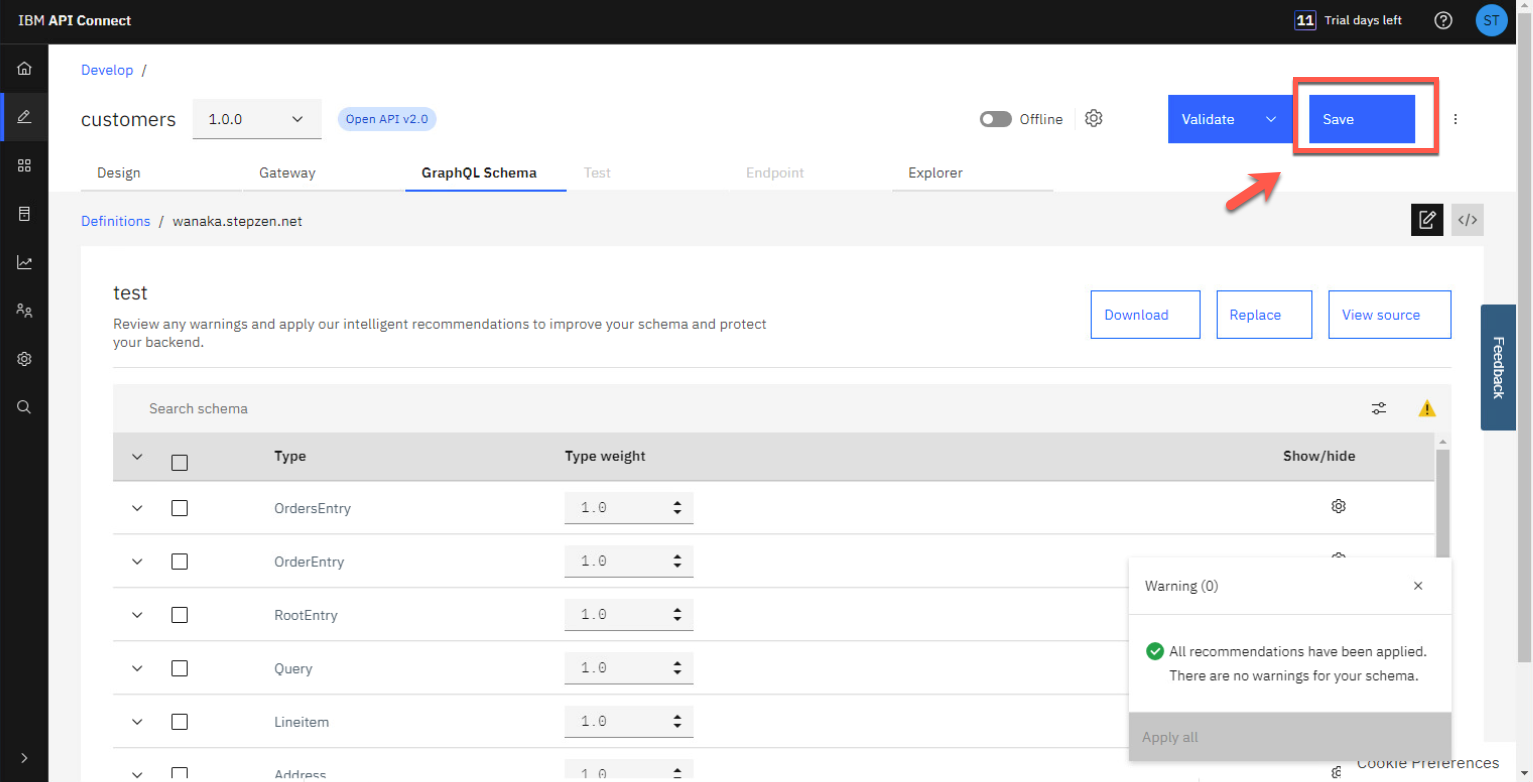 IBM API Connect
11 Trial days left
ST
Develop /
customers 1.0.0 Open API v2.0 Offline Validate Save
Design Gateway GraphQL Schema Test Endpoint Explorer
Definitions / wanaka.stepzen.net </>
test
Review any warnings and apply our intelligent recommendations to improve your schema and protect
your backend.
Download Replace View source
Feedback
Search schema
Type Type weight Show/hide
OrdersEntry 1.0
OrderEntry 1.0
RootEntry 1.0
Query 1.0
Lineitem 1.0
Address 1.0
Warning (0)
All recommendations have been applied.
There are no warnings for your schema.
Apply all
Cookie Preferences